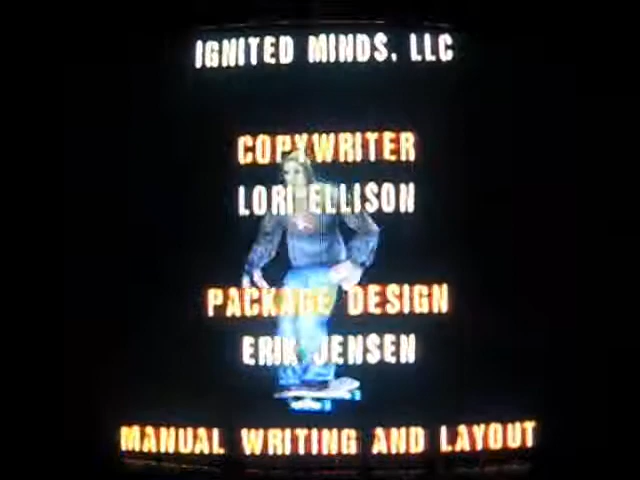 IGNITED MINDS, LLC
COPYWRITER
LORI ELLISON
PACKAGE DESIGN
ERIK JENSEN
MANUAL WRITING AND LAYOUT